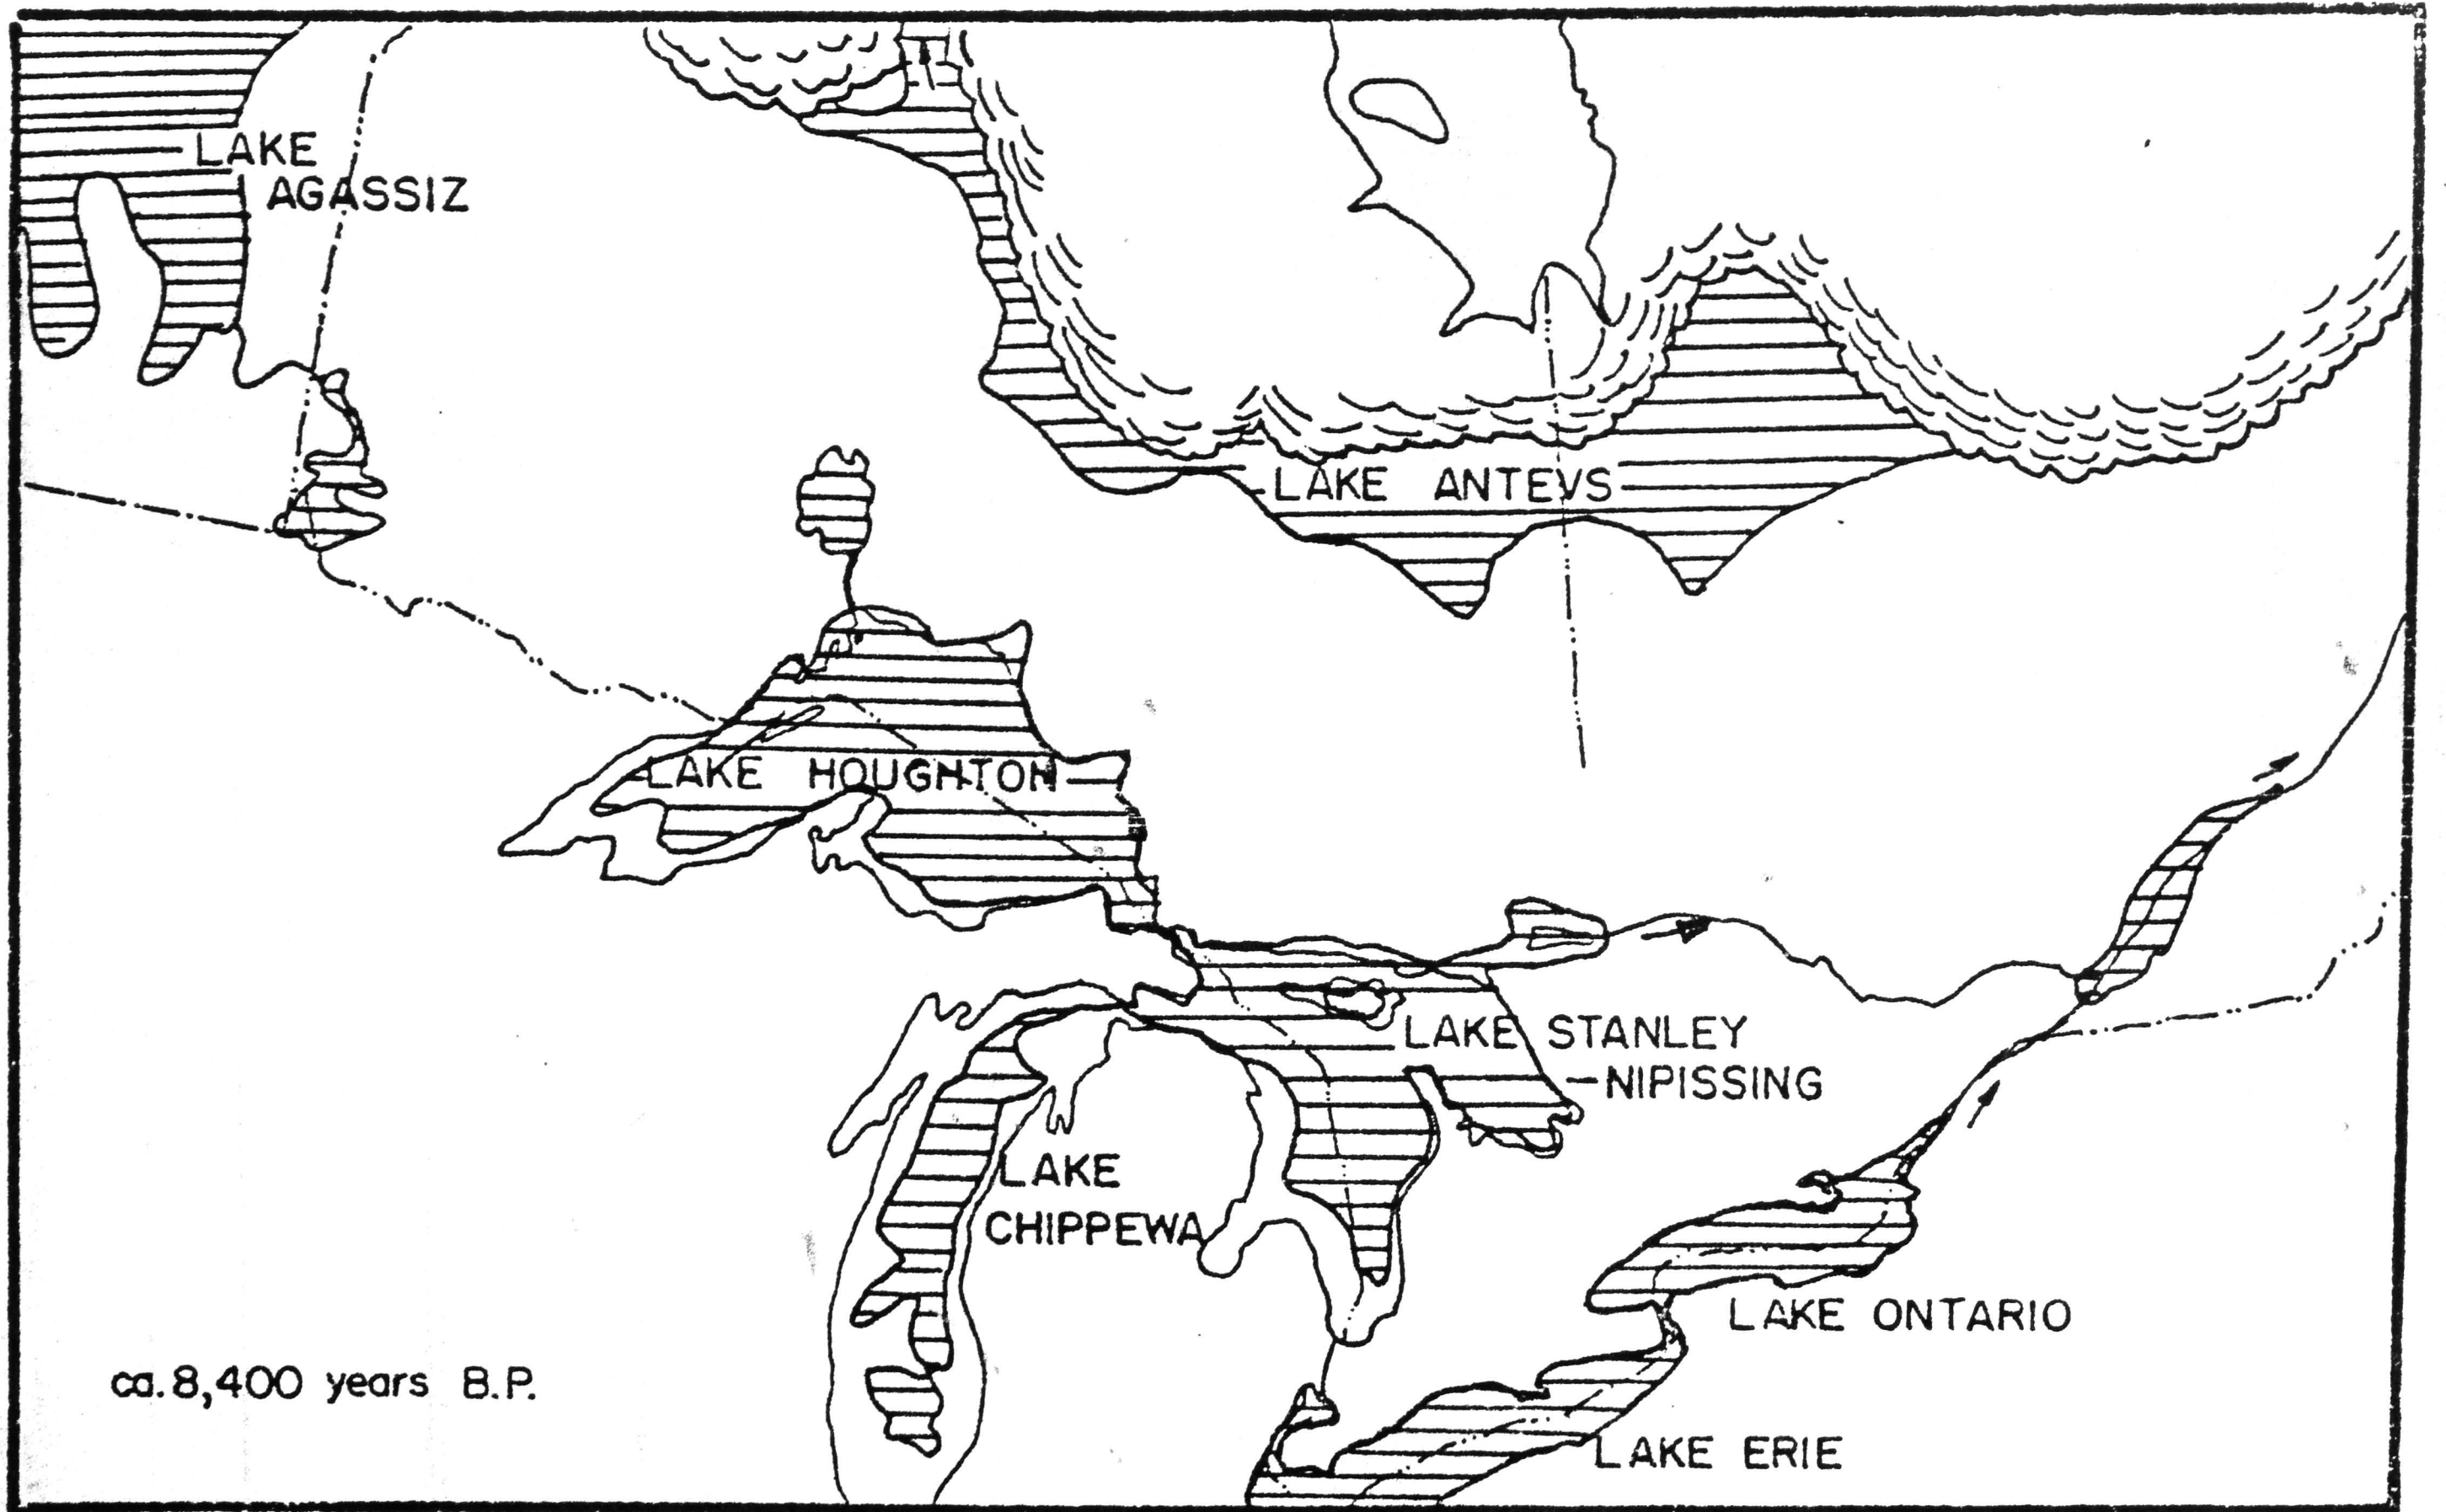 LAKE
AGASSIZ
LAKE ANTEVS
LAKE HOUGHTON
LAKE STANLEY
-NIPISSING
LAKE
CHIPPEWA
LAKE ONTARIO
ca. 8,400 years B.P.
LAKE ERIE